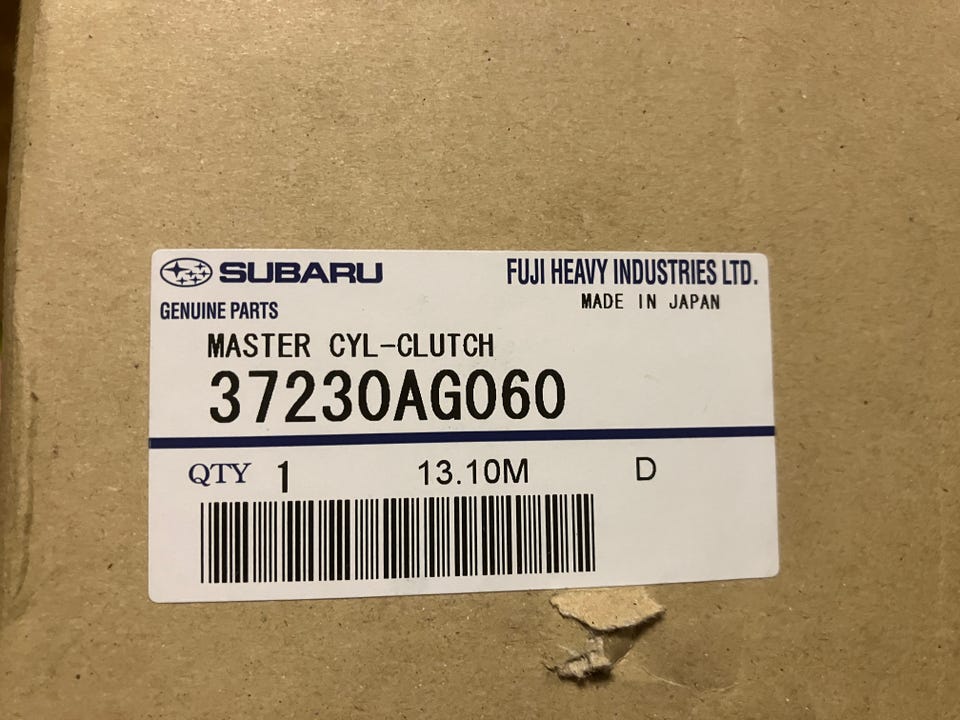 SUBARU
FUJI HEAVY INDUSTRIES LTD.
GENUINE PARTS
MADE IN JAPAN
MASTER CYL-CLUTCH
37230AG060
QTY 1 13.10M D